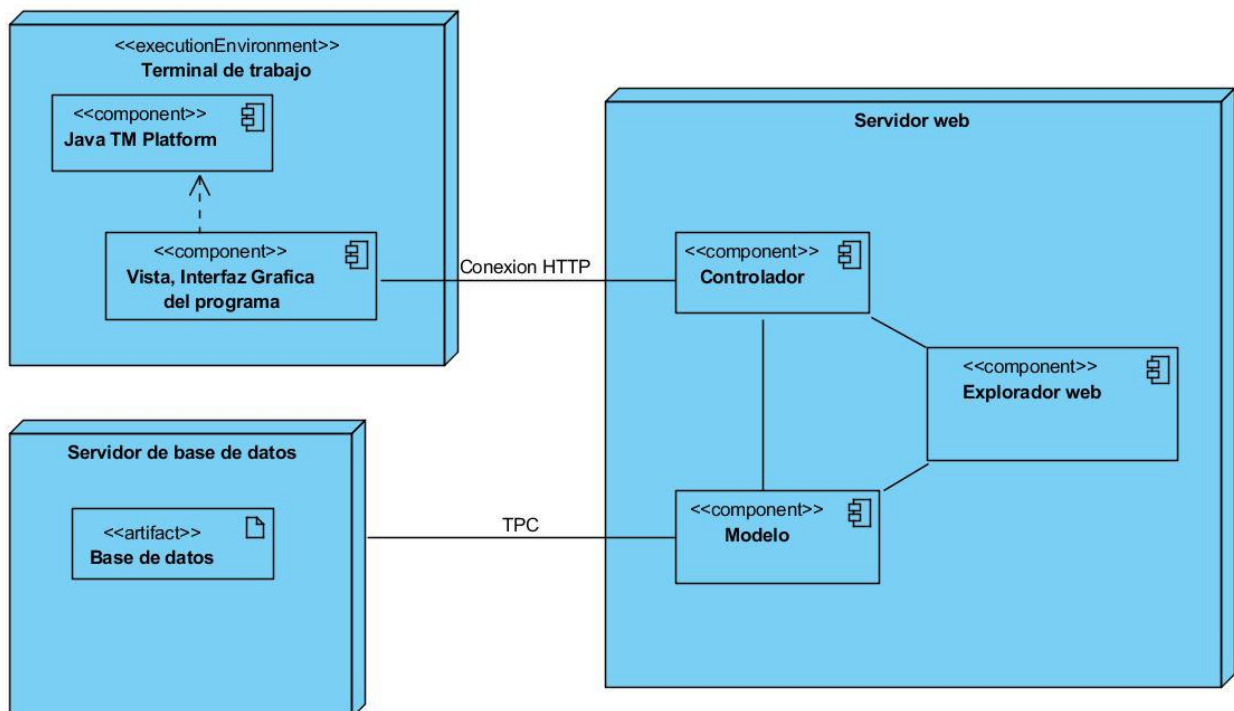 <<executionEnvironment>>
Terminal de trabajo
<<component>>
Java TM Platform
<<component>>
Vista, Interfaz Grafica
del programa
Conexion HTTP
Servidor web
<<component>>
Controlador
<<component>>
Explorador web
<<component>>
Modelo
TPC
Servidor de base de datos
<<artifact>>
Base de datos